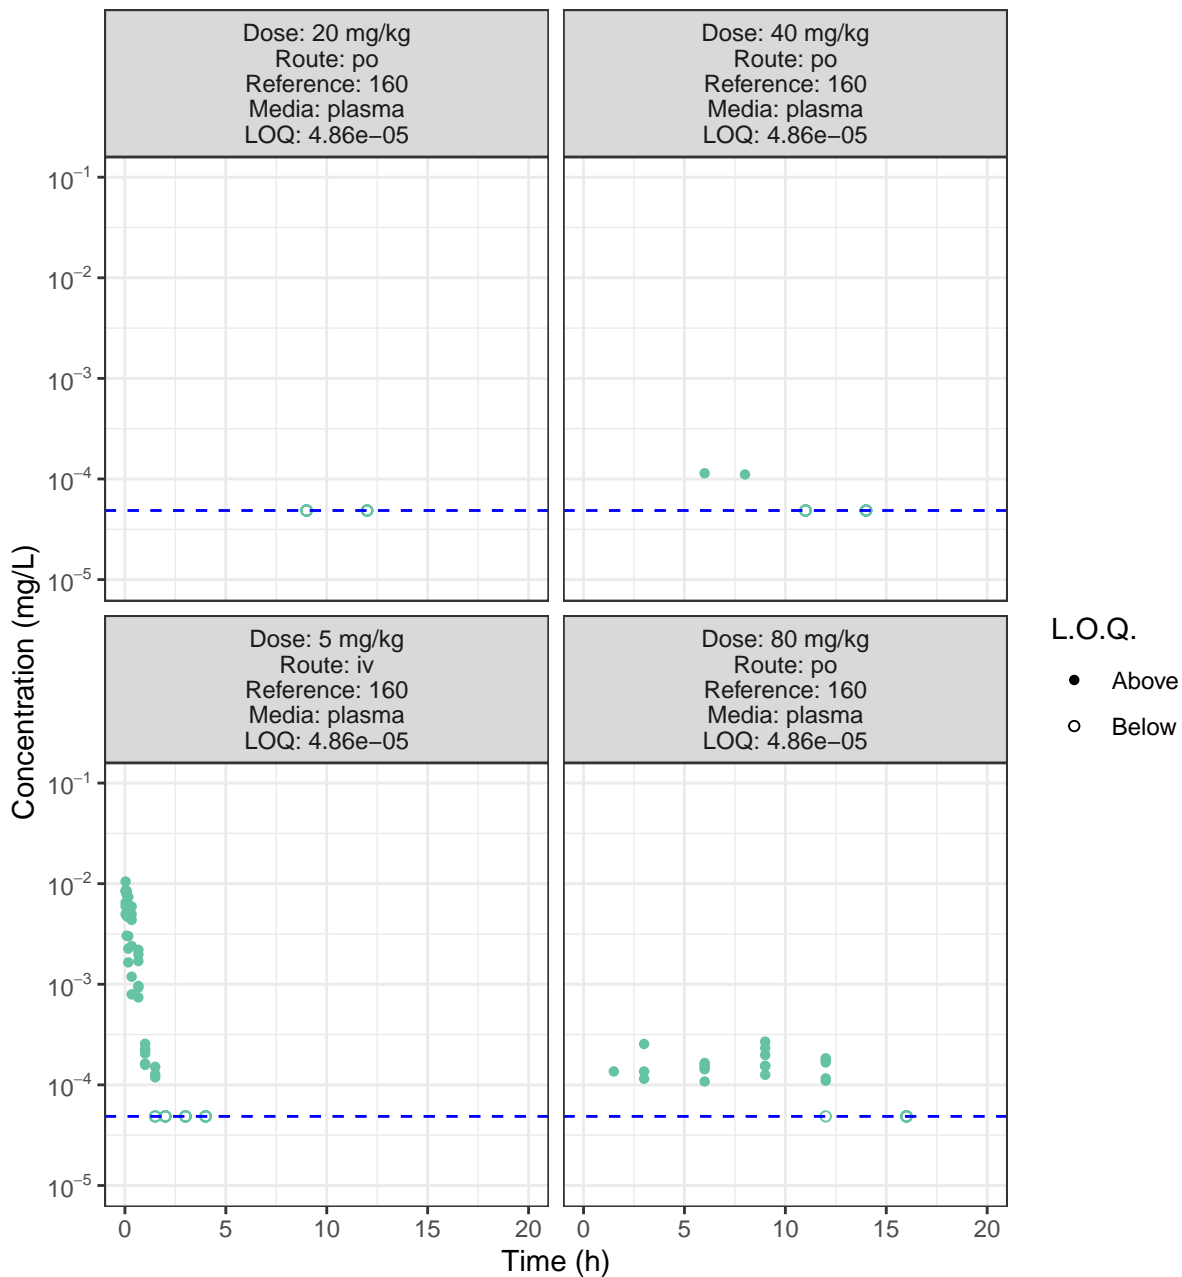 Dose: 20 mg/kg
Route: po
Reference: 160
Media: plasma
LOQ: 4.86e−05
Dose: 40 mg/kg
Route: po
Reference: 160
Media: plasma
LOQ: 4.86e−05
10⁻¹
10⁻²
10⁻³
10⁻⁴
10⁻⁵
Concentration (mg/L)
Dose: 5 mg/kg
Route: iv
Reference: 160
Media: plasma
LOQ: 4.86e−05
Dose: 80 mg/kg
Route: po
Reference: 160
Media: plasma
LOQ: 4.86e−05
10⁻¹
10⁻²
10⁻³
10⁻⁴
10⁻⁵
0 5 10 15 20
0 5 10 15 20
Time (h)
L.O.Q.
Above
Below